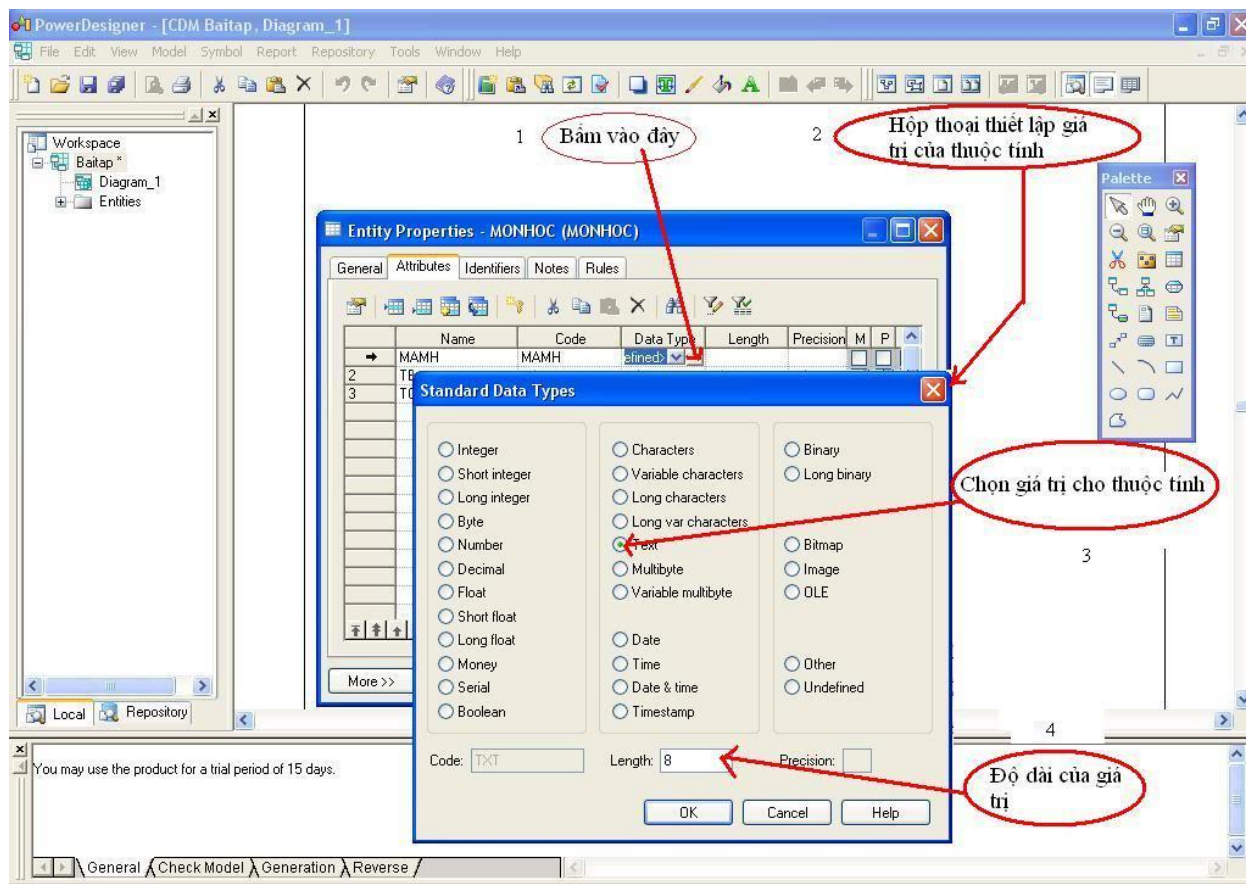 PowerDesigner - [CDM Baitap, Diagram_1]
File Edit View Model Symbol Report Repository Tools Window Help
1 Bấm vào đây
2 Hộp thoại thiết lập giá
trị của thuộc tính
Workspace
Baitap *
Diagram_1
Entities
Palette
Entity Properties - MONHOC (MONHOC)
General Attributes Identifiers Notes Rules
Name Code Data Type Length Precision M P
MAMH MAMH efined>
2
3
Standard Data Types
Integer Characters Binary
Short integer Variable characters Long binary
Long integer Long characters
Byte Long var characters
Number Text Bitmap
Decimal Multibyte Image
Float Variable multibyte OLE
Short float
Long float Date
Money Time Other
Serial Date & time Undefined
Boolean Timestamp
Code: TXT Length: 8 Precision:
OK Cancel Help
Chọn giá trị cho thuộc tính
3
More >>
Local Repository
4
Độ dài của giá
trị
You may use the product for a trial period of 15 days.
General Check Model Generation Reverse